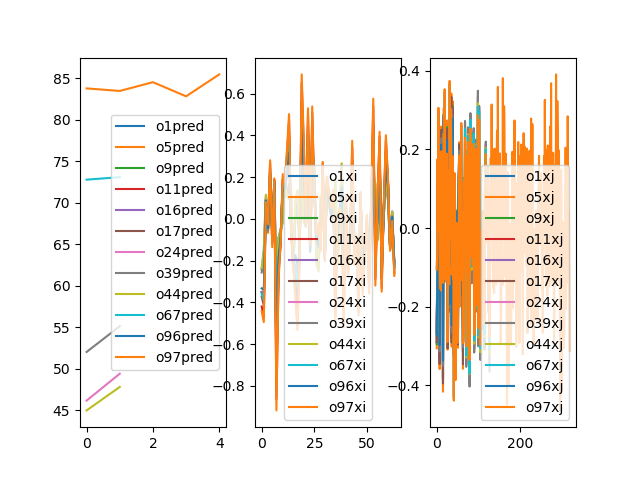 85
80
75
70
65
60
55
50
45
0
2
4
o1pred
o5pred
o9pred
o11pred
o16pred
o17pred
o24pred
o39pred
o44pred
o67pred
o96pred
o97pred
0.6
0.4
0.2
0.0
−0.2
−0.4
−0.6
−0.8
0
25
50
o1xi
o5xi
o9xi
o11xi
o16xi
o17xi
o24xi
o39xi
o44xi
o67xi
o96xi
o97xi
0.4
0.2
0.0
−0.2
−0.4
0
200
o1xj
o5xj
o9xj
o11xj
o16xj
o17xj
o24xj
o39xj
o44xj
o67xj
o96xj
o97xj